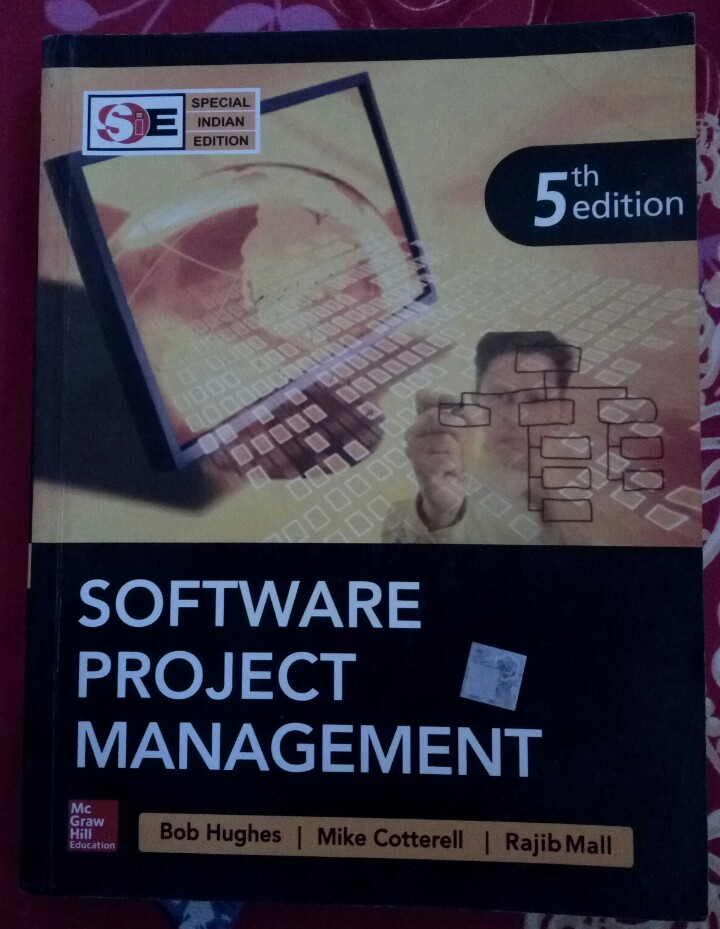 SiE
SPECIAL
INDIAN
EDITION
5th
edition
SOFTWARE
PROJECT
MANAGEMENT
Mc
Graw
Hill
Education
Bob Hughes | Mike Cotterell | Rajib Mall